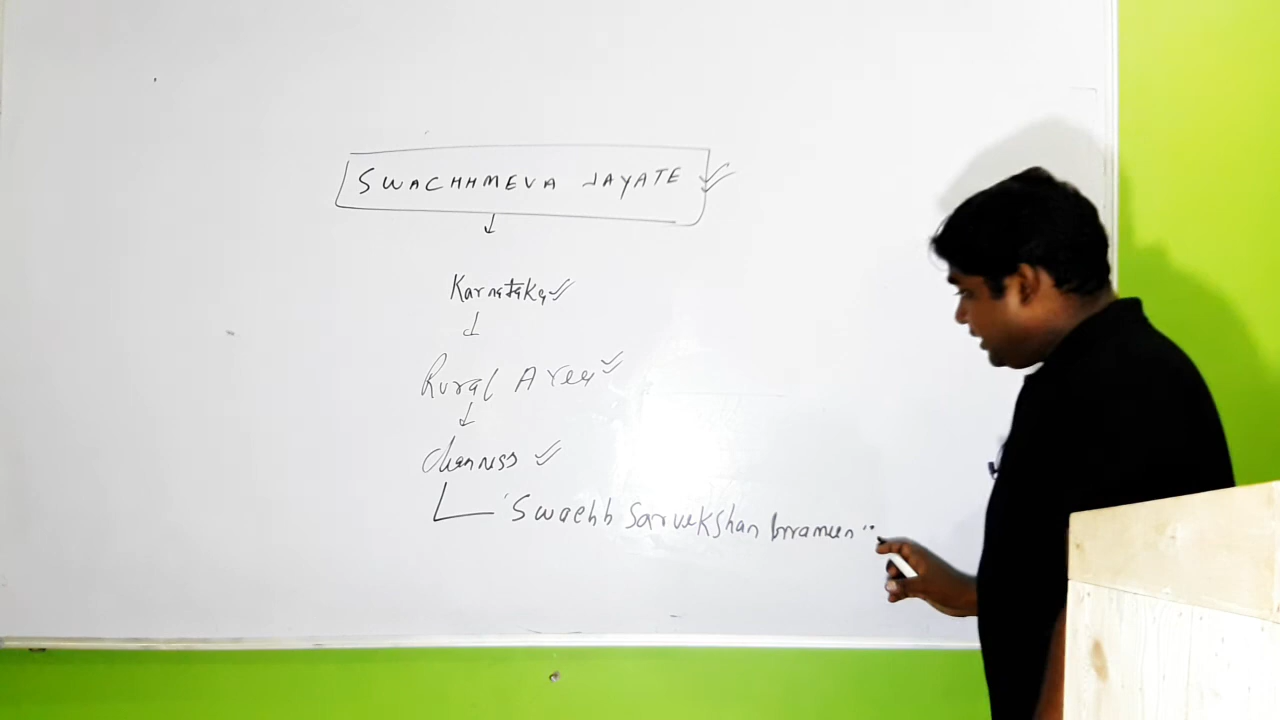 SWACHHMEVA JAYATE
Karnataka
Rural Area
Cleanness
"Swachh Sarvekshan Grameen"